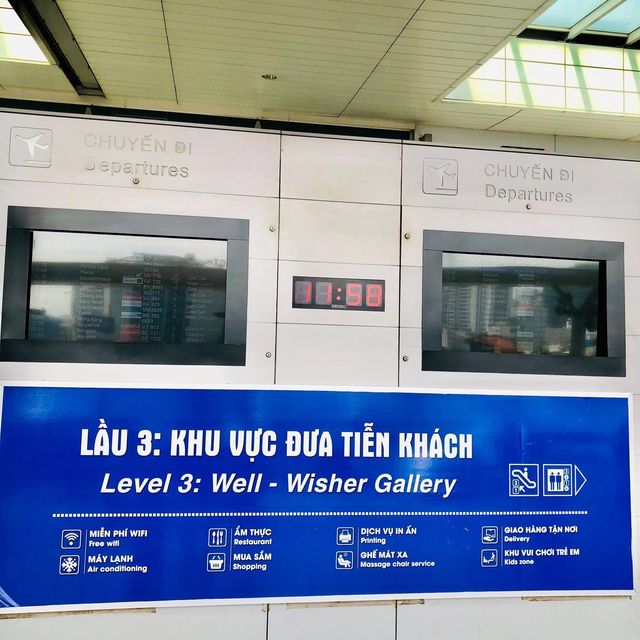 CHUYẾN ĐI
Departures
CHUYẾN ĐI
Departures
11:58
SEIKO
LẦU 3: KHU VỰC ĐƯA TIỄN KHÁCH
Level 3: Well - Wisher Gallery
MIỄN PHÍ WIFI
Free wifi
ẨM THỰC
Restaurant
DỊCH VỤ IN ẤN
Printing
GIAO HÀNG TẬN NƠI
Delivery
MÁY LẠNH
Air conditioning
MUA SẮM
Shopping
GHẾ MÁT XA
Massage chair service
KHU VUI CHƠI TRẺ EM
Kids zone